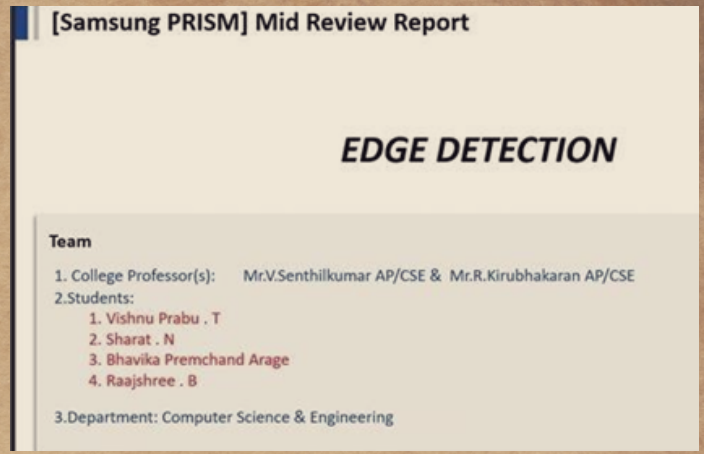 [Samsung PRISM] Mid Review Report
EDGE DETECTION
Team
1. College Professor(s): Mr.V.Senthilkumar AP/CSE & Mr.R.Kirubhakaran AP/CSE
2.Students:
1. Vishnu Prabu . T
2. Sharat . N
3. Bhavika Premchand Arage
4. Raajshree . B
3.Department: Computer Science & Engineering